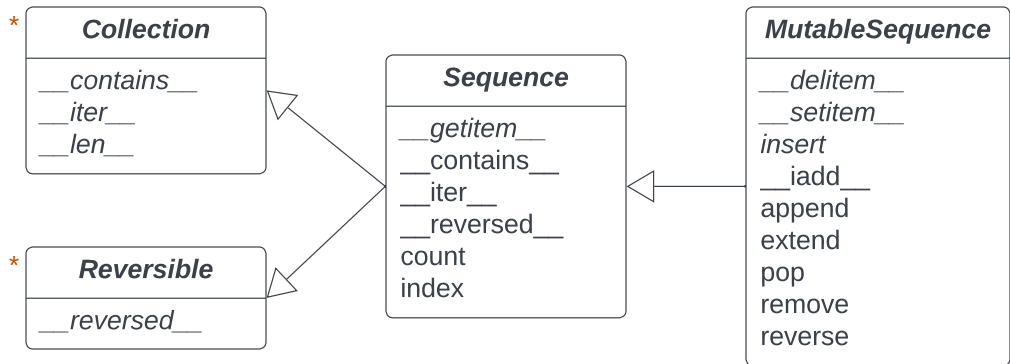 *
Collection
__contains__
__iter__
__len__
*
Reversible
__reversed__
Sequence
__getitem__
__contains__
__iter__
__reversed__
count
index
MutableSequence
__delitem__
__setitem__
insert
__iadd__
append
extend
pop
remove
reverse